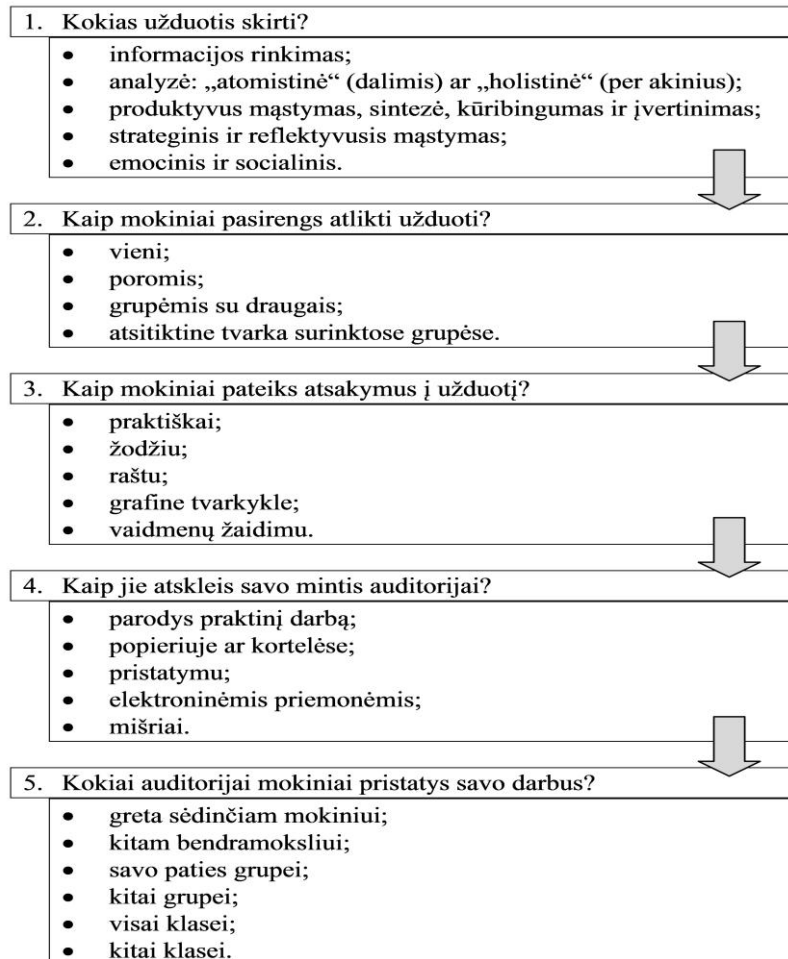 1. Kokias užduotis skirti?
• informacijos rinkimas;
• analyzė: „atomistinė“ (dalimis) ar „holistinė“ (per akinius);
• produktyvus mąstymas, sintezė, kūribingumas ir įvertinimas;
• strateginis ir reflektyvusis mąstymas;
• emocinis ir socialinis.
2. Kaip mokiniai pasirengs atlikti užduoti?
• vieni;
• poromis;
• grupėmis su draugais;
• atsitiktine tvarka surinktose grupėse.
3. Kaip mokiniai pateiks atsakymus į užduotį?
• praktiškai;
• žodžiu;
• raštu;
• grafine tvarkykle;
• vaidmenų žaidimu.
4. Kaip jie atskleis savo mintis auditorijai?
• parodys praktinį darbą;
• popieriuje ar kortelėse;
• pristatymu;
• elektroninėmis priemonėmis;
• mišriai.
5. Kokiai auditorijai mokiniai pristatys savo darbus?
• greta sėdinčiam mokiniui;
• kitam bendramoksliui;
• savo paties grupei;
• kitai grupei;
• visai klasei;
• kitai klasei.